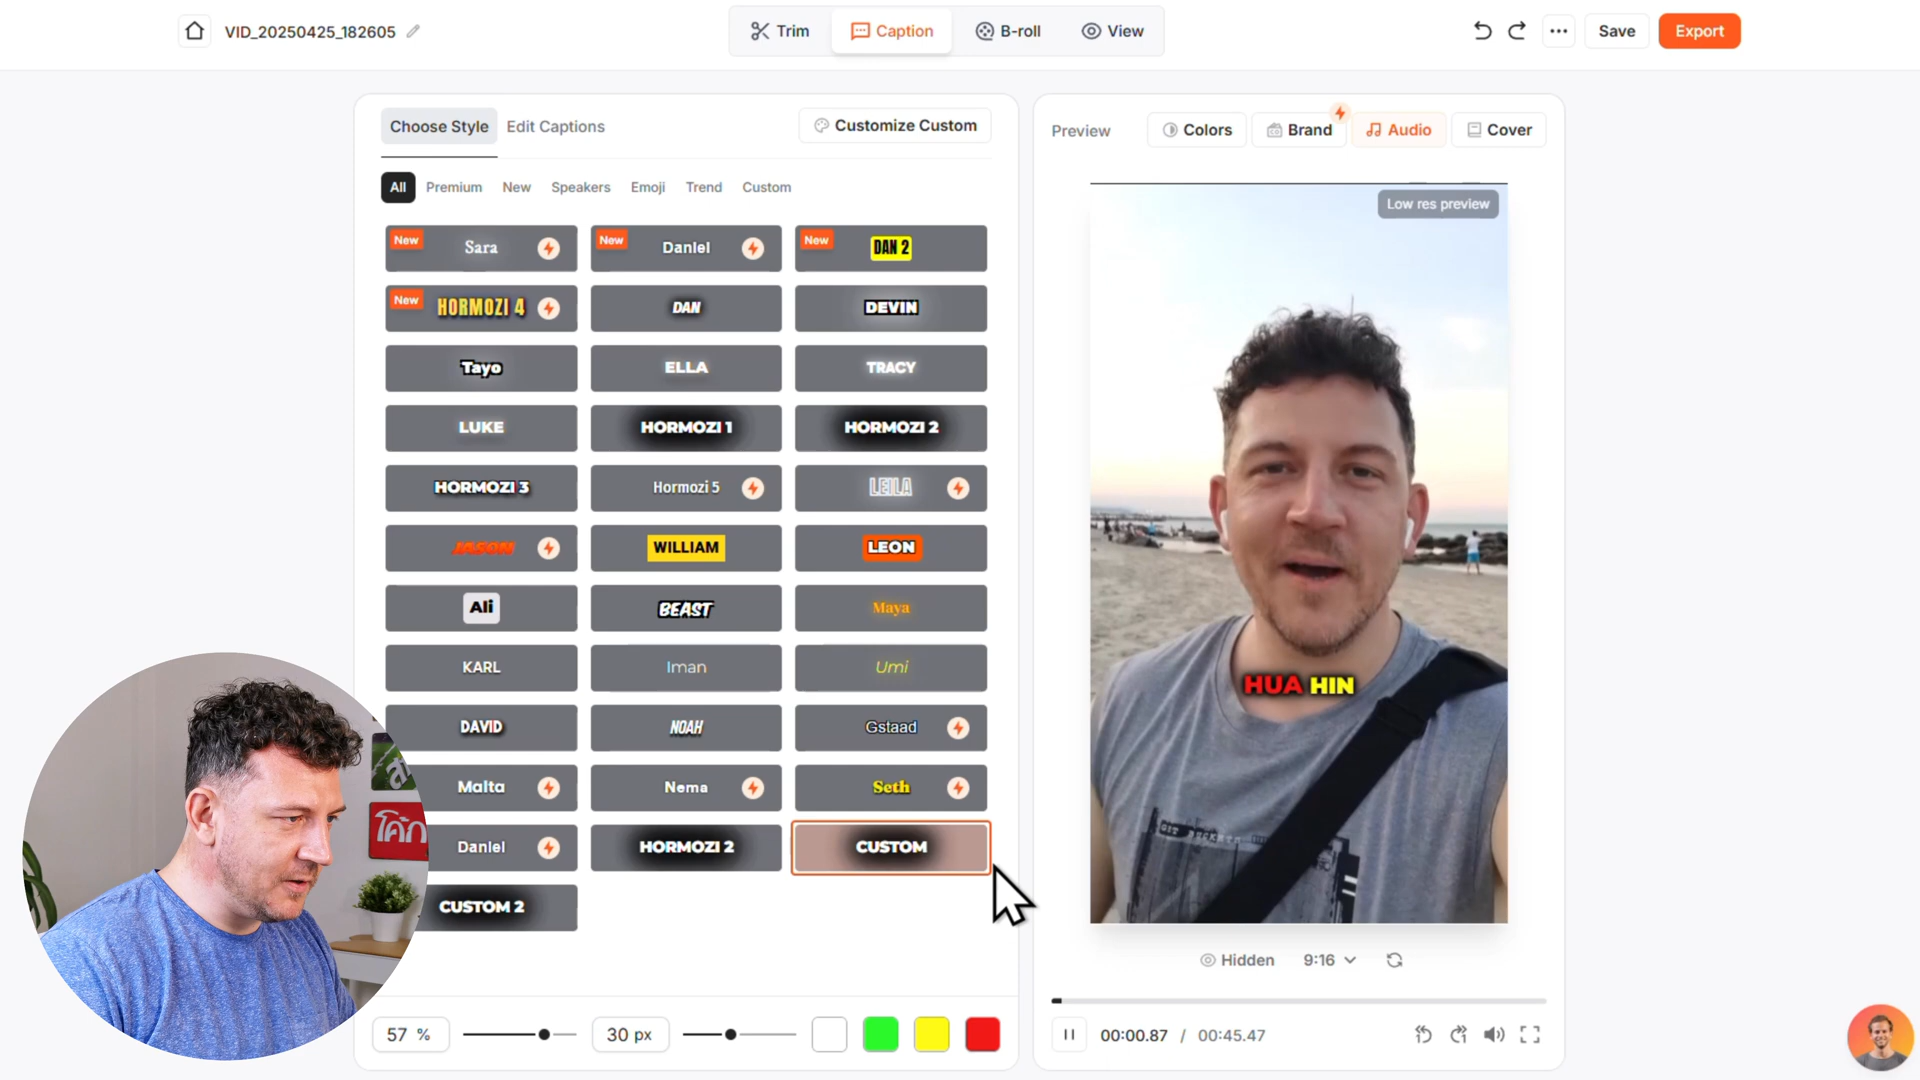 VID_20250425_182605
Trim
Caption
B-roll
View
Save
Export
Choose Style
Edit Captions
Customize Custom
All
Premium
New
Speakers
Emoji
Trend
Custom
New
Sara
New
Daniel
New
DAN 2
New
HORMOZI 4
DAN
DEVIN
Tayo
ELLA
TRACY
LUKE
HORMOZI 1
HORMOZI 2
HORMOZI 3
Hormozi 5
LEILA
JASON
WILLIAM
LEON
Ali
BEAST
Maya
KARL
Iman
Umi
DAVID
NOAH
Gstaad
Malta
Nema
Seth
Daniel
HORMOZI 2
CUSTOM
CUSTOM 2
57 %
30 px
Preview
Colors
Brand
Audio
Cover
Low res preview
HUA HIN
Hidden
9:16
00:00.87 / 00:45.47
โค้ก